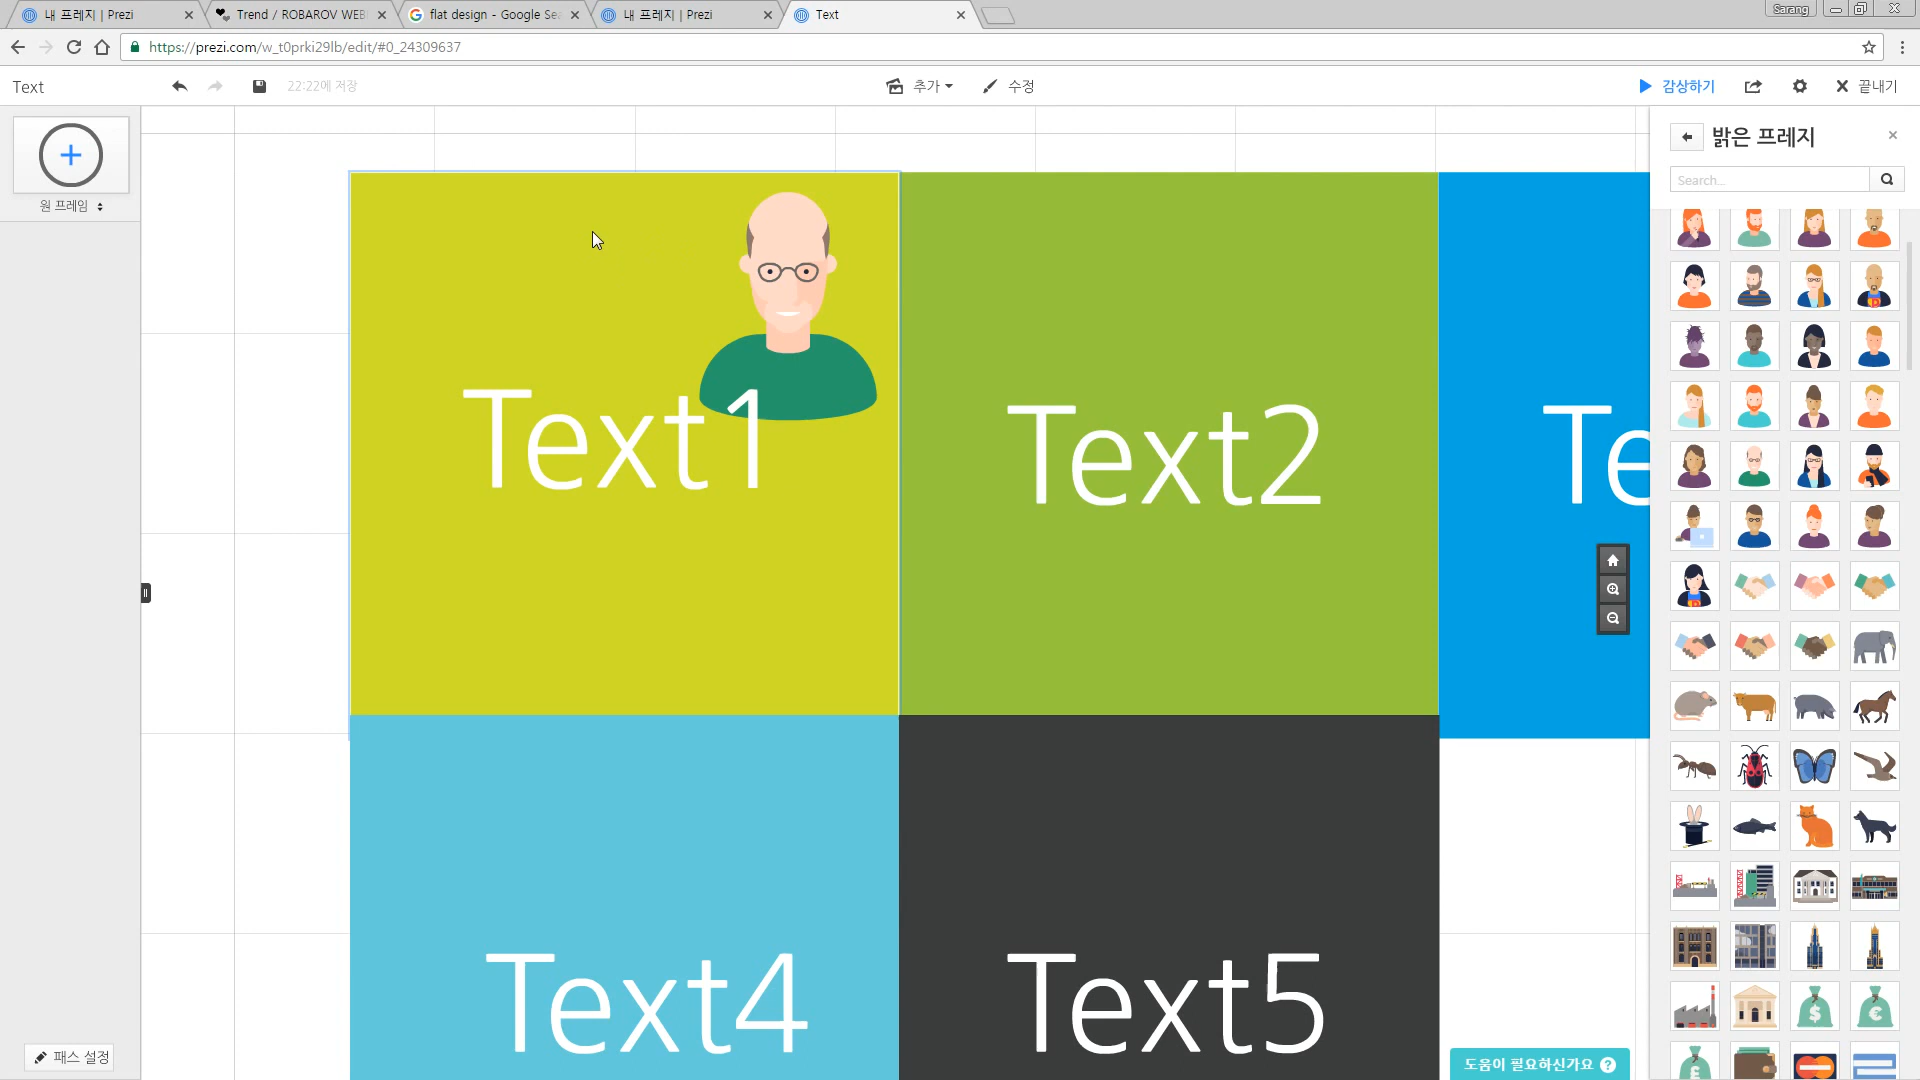 내 프레지 | Prezi
Trend / ROBAROV WEB
flat design - Google Se
내 프레지 | Prezi
Text
Sarang
https://prezi.com/w_t0prki29lb/edit/#0_24309637
Text
22:22에 저장
추가
수정
감상하기
끝내기
원 프레임
밝은 프레지
Search...
Text1
Text2
Te
Text4
Text5
패스 설정
도움이 필요하신가요 ?